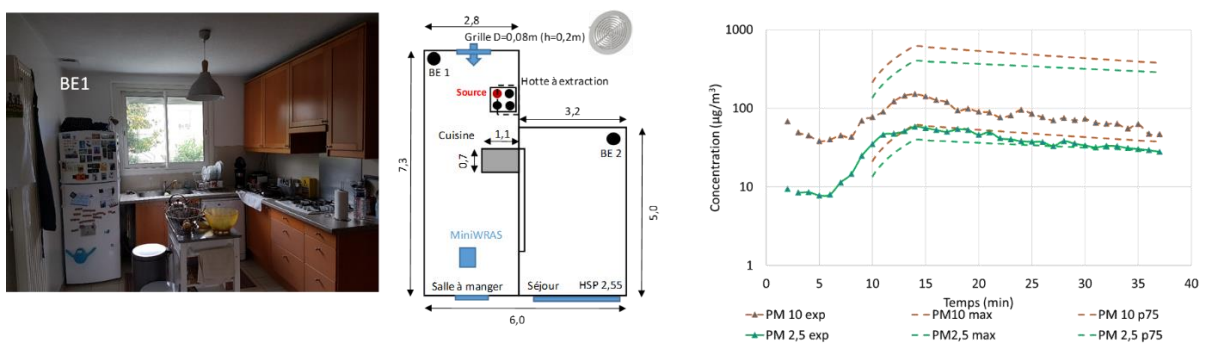 BE1
2,8
Grille D=0,08m (h=0,2m)
BE 1
Hotte à extraction
Source
3,2
Cuisine
1,1
BE 2
0,7
7,3
5,0
MiniWRAS
Salle à manger
Séjour
HSP 2,55
6,0
Concentration (µg/m³)
1000
100
10
1
0 5 10 15 20 25 30 35 40
Temps (min)
PM 10 exp PM10 max PM 10 p75
PM 2,5 exp PM2,5 max PM 2,5 p75